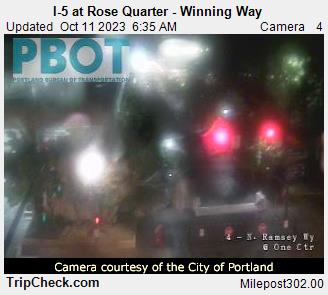 I-5 at Rose Quarter - Winning Way
Updated Oct 11 2023 6:35 AM Camera 4
PBOT
PORTLAND BUREAU OF TRANSPORTATION
4 - N. Ramsey Wy
@ One Ctr
Camera courtesy of the City of Portland
TripCheck.com Milepost302.00